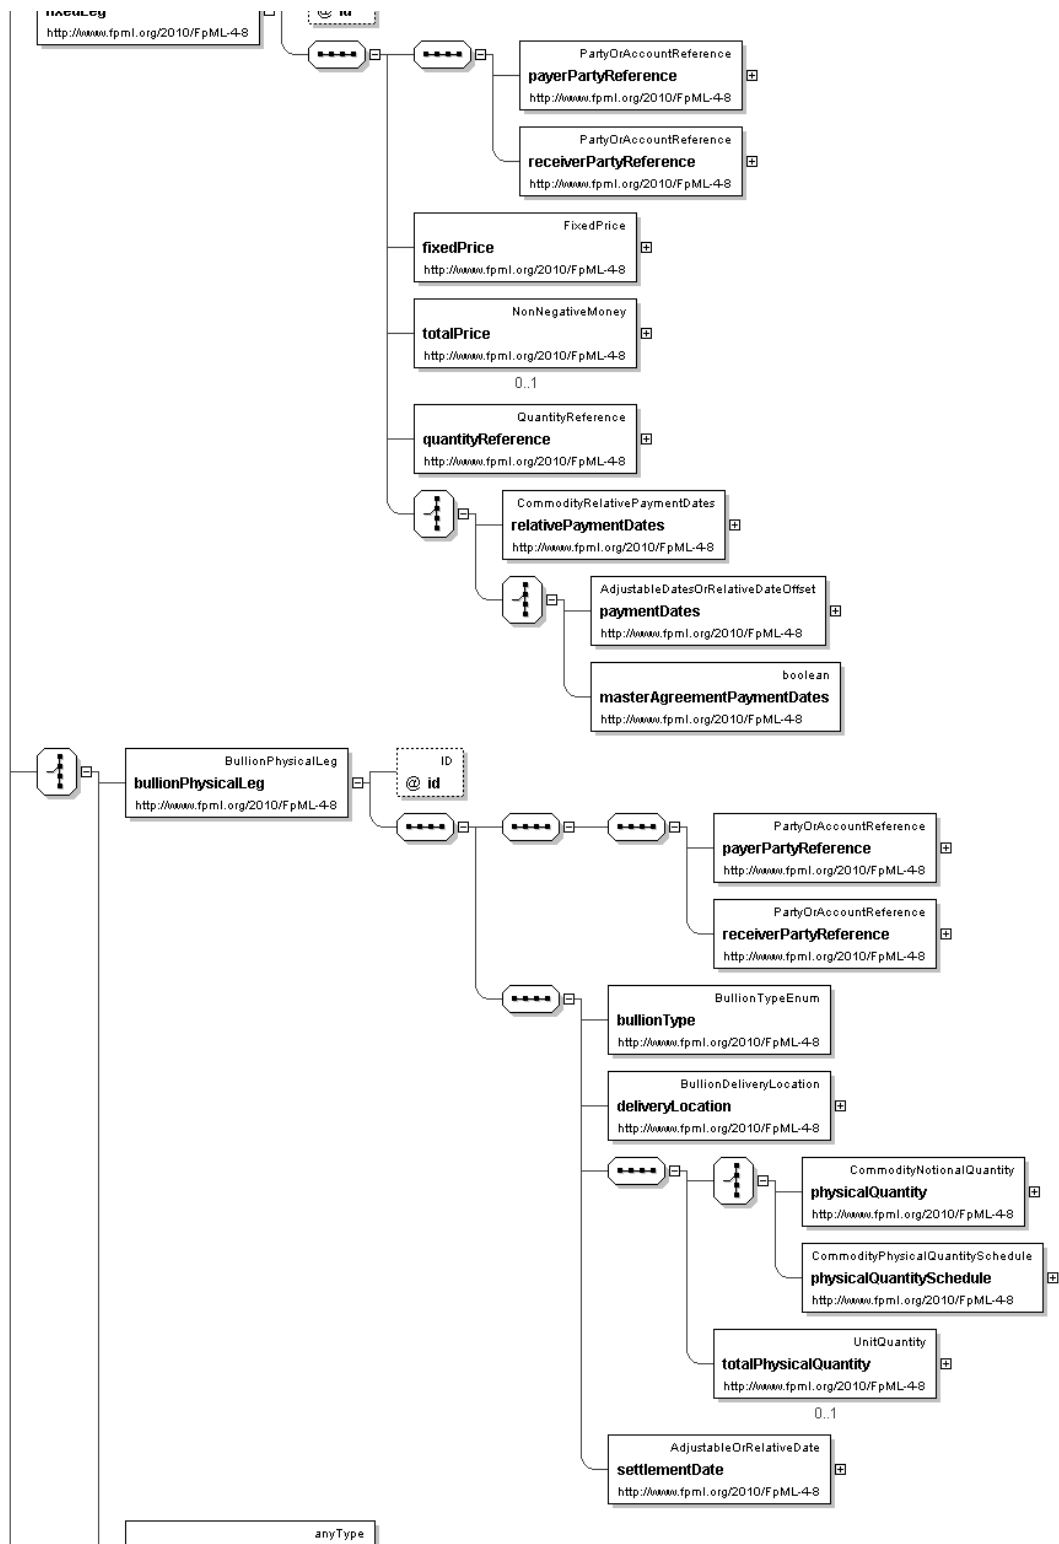 fixedLeg
@ id
http://www.fpml.org/2010/FpML-4-8
PartyOrAccountReference
payerPartyReference
http://www.fpml.org/2010/FpML-4-8
PartyOrAccountReference
receiverPartyReference
http://www.fpml.org/2010/FpML-4-8
FixedPrice
fixedPrice
http://www.fpml.org/2010/FpML-4-8
NonNegativeMoney
totalPrice
http://www.fpml.org/2010/FpML-4-8
0..1
QuantityReference
quantityReference
http://www.fpml.org/2010/FpML-4-8
CommodityRelativePaymentDates
relativePaymentDates
http://www.fpml.org/2010/FpML-4-8
AdjustableDatesOrRelativeDateOffset
paymentDates
http://www.fpml.org/2010/FpML-4-8
boolean
masterAgreementPaymentDates
http://www.fpml.org/2010/FpML-4-8
BullionPhysicalLeg
bullionPhysicalLeg
http://www.fpml.org/2010/FpML-4-8
ID
@ id
PartyOrAccountReference
payerPartyReference
http://www.fpml.org/2010/FpML-4-8
PartyOrAccountReference
receiverPartyReference
http://www.fpml.org/2010/FpML-4-8
BullionTypeEnum
bullionType
http://www.fpml.org/2010/FpML-4-8
BullionDeliveryLocation
deliveryLocation
http://www.fpml.org/2010/FpML-4-8
CommodityNotionalQuantity
physicalQuantity
http://www.fpml.org/2010/FpML-4-8
CommodityPhysicalQuantitySchedule
physicalQuantitySchedule
http://www.fpml.org/2010/FpML-4-8
UnitQuantity
totalPhysicalQuantity
http://www.fpml.org/2010/FpML-4-8
0..1
AdjustableOrRelativeDate
settlementDate
http://www.fpml.org/2010/FpML-4-8
anyType